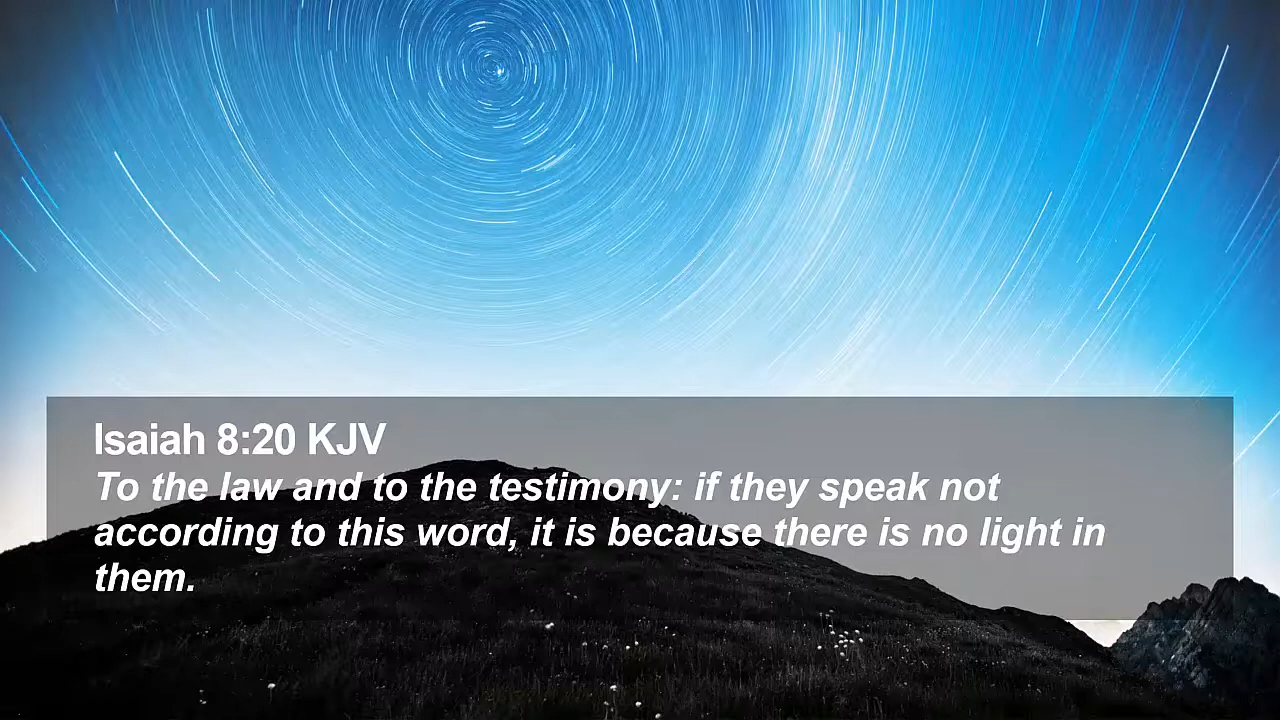 Isaiah 8:20 KJV
To the law and to the testimony: if they speak not
according to this word, it is because there is no light in
them.